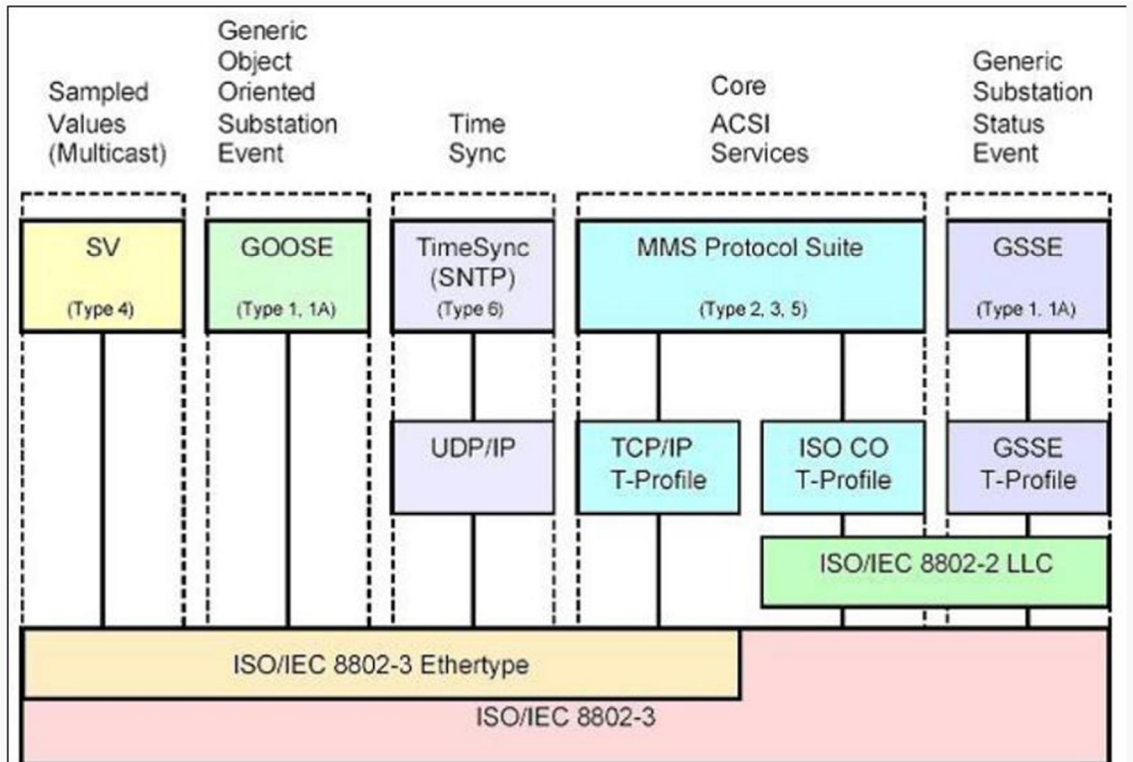 Sampled
Values
(Multicast)
Generic
Object
Oriented
Substation
Event
Time
Sync
Core
ACSI
Services
Generic
Substation
Status
Event
SV
(Type 4)
GOOSE
(Type 1, 1A)
TimeSync
(SNTP)
(Type 6)
MMS Protocol Suite
(Type 2, 3, 5)
GSSE
(Type 1, 1A)
UDP/IP
TCP/IP
T-Profile
ISO CO
T-Profile
GSSE
T-Profile
ISO/IEC 8802-2 LLC
ISO/IEC 8802-3 Ethertype
ISO/IEC 8802-3